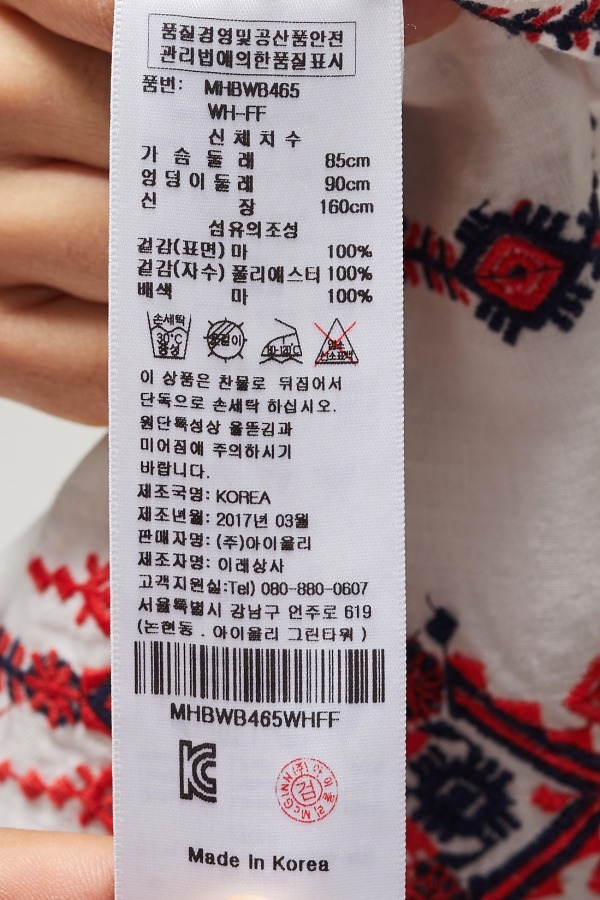 품질경영및공산품안전
관리법에의한품질표시
품번: MHBWB465
WH-FF
신 체 치 수
가 슴 둘 레 85cm
엉덩이둘레 90cm
신 장 160cm
섬유의조성
겉감(표면) 마 100%
겉감(자수) 폴리에스터 100%
배색 마 100%
손세탁
30°C
중성
이 상품은 찬물로 뒤집어서
단독으로 손세탁 하십시오.
원단특성상 올뜯김과
미어짐에 주의하시기
바랍니다.
제조국명: KOREA
제조년월: 2017년 03월
판매자명: (주)아이올리
제조자명: 이레상사
고객지원실:Tel) 080-880-0607
서울특별시 강남구 언주로 619
(논현동 . 아이올리 그린타워 )
MHBWB465WHFF
검
Made In Korea